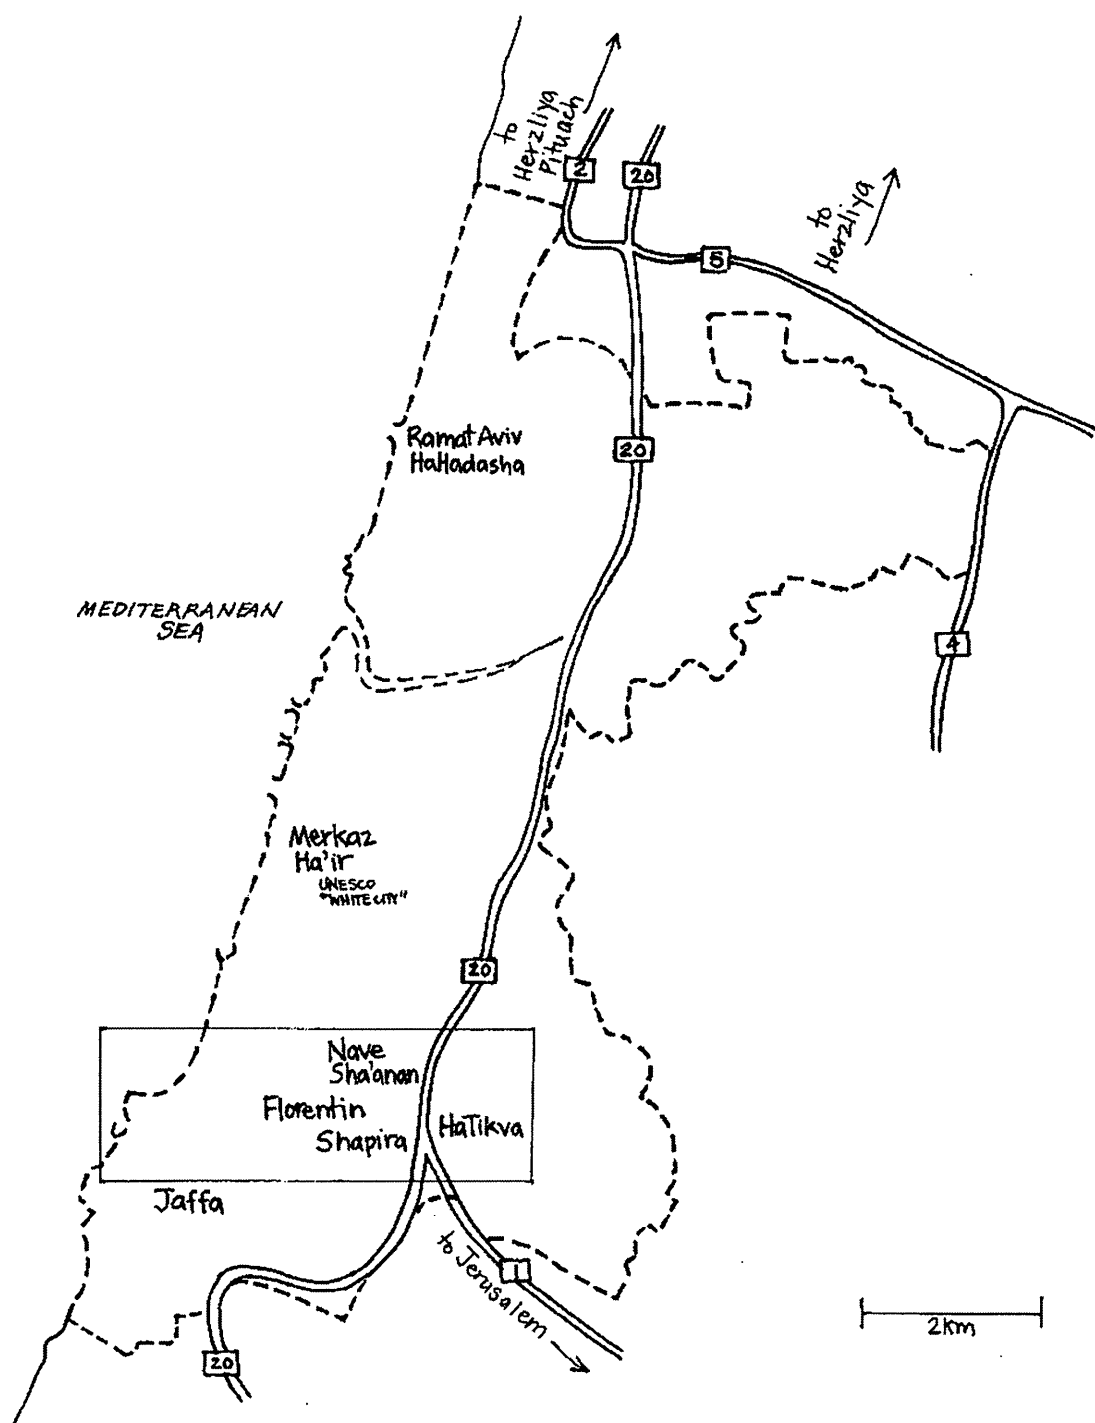 to
Herzliya
Pituach
2
20
to
Herzliya
5
Ramat Aviv
HaHadasha
20
MEDITERRANEAN
SEA
4
Merkaz
Ha'ir
UNESCO
"WHITE CITY"
20
Nave
Sha'anan
Florentin
HaTikva
Shapira
Jaffa
to Jerusalem
1
2km
20